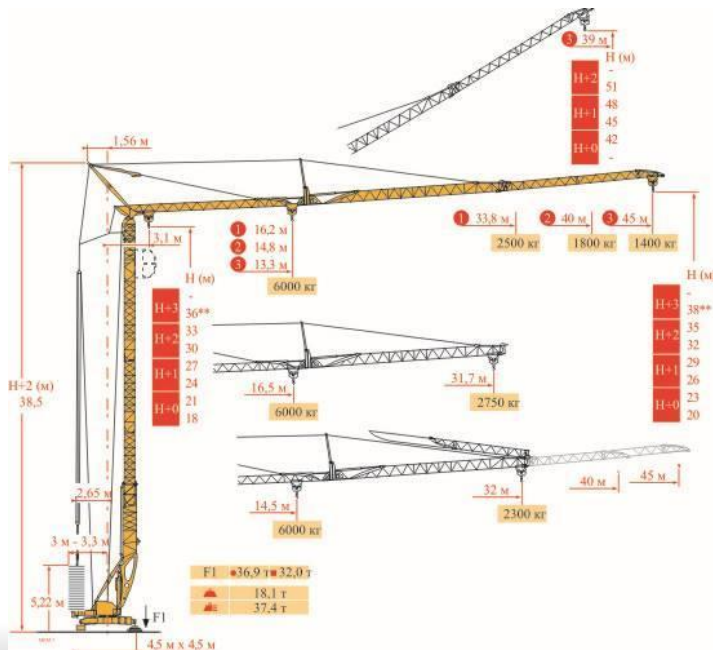 3 39 м
H (м)
-
H+2
51
48
H+1
45
42
H+0
-
1,56 м
3,1 м
1 16,2 м
2 14,8 м
3 13,3 м
6000 кг
1 33,8 м
2 40 м
3 45 м
2500 кг
1800 кг
1400 кг
H (м)
-
H+3
36**
33
H+2
30
27
H+1
24
21
H+0
18
H (м)
-
H+3
38**
35
H+2
32
29
H+1
26
23
H+0
20
H+2 (м)
38,5
16,5 м
6000 кг
31,7 м
2750 кг
14,5 м
6000 кг
32 м
2300 кг
40 м
45 м
2,65 м
3 м - 3,3 м
5,22 м
F1
4,5 м х 4,5 м
F1 36,9 т 32,0 т
18,1 т
37,4 т